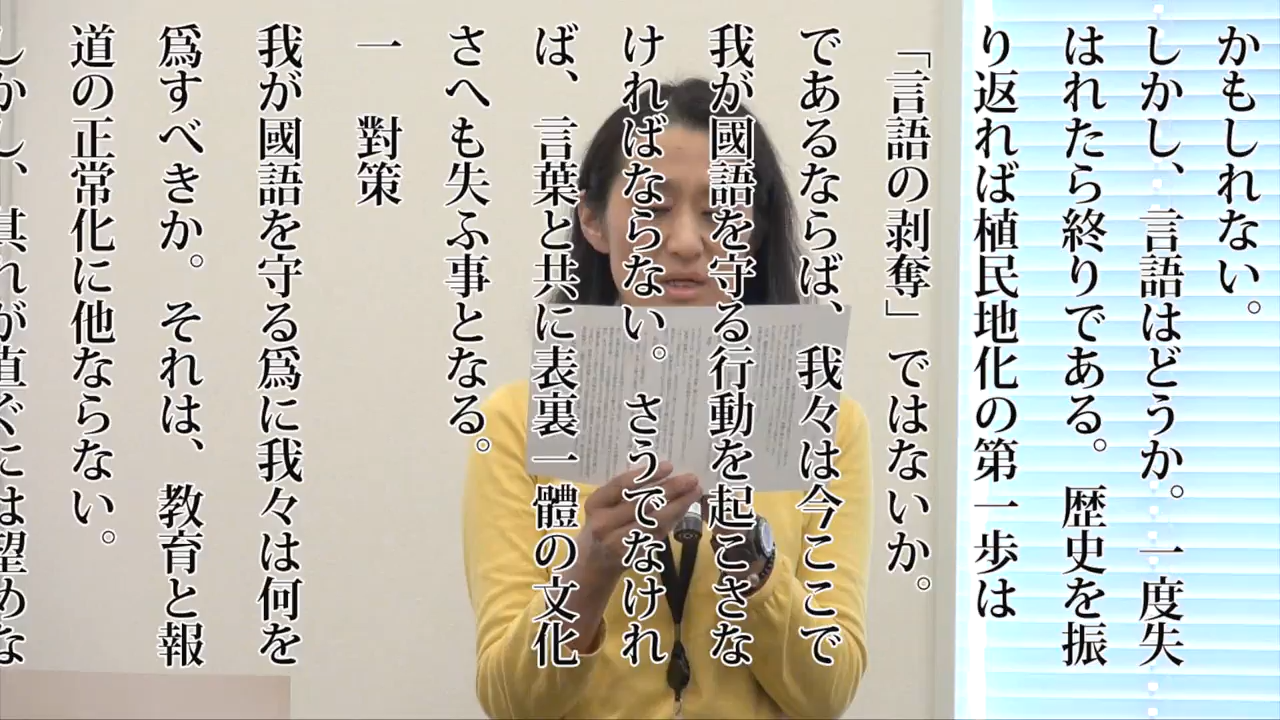 かもしれない。
しかし、言語はどうか。一度失
はれたら終りである。歴史を振
り返れば植民地化の第一歩は
「言語の剥奪」ではないか。
であるならば、我々は今ここで
我が國語を守る行動を起こさな
ければならない。さうでなけれ
ば、言葉と共に表裏一體の文化
さへも失ふ事となる。
一　對策
我が國語を守る爲に我々は何を
爲すべきか。それは、教育と報
道の正常化に他ならない。
しかし、其れが直ぐには望めな